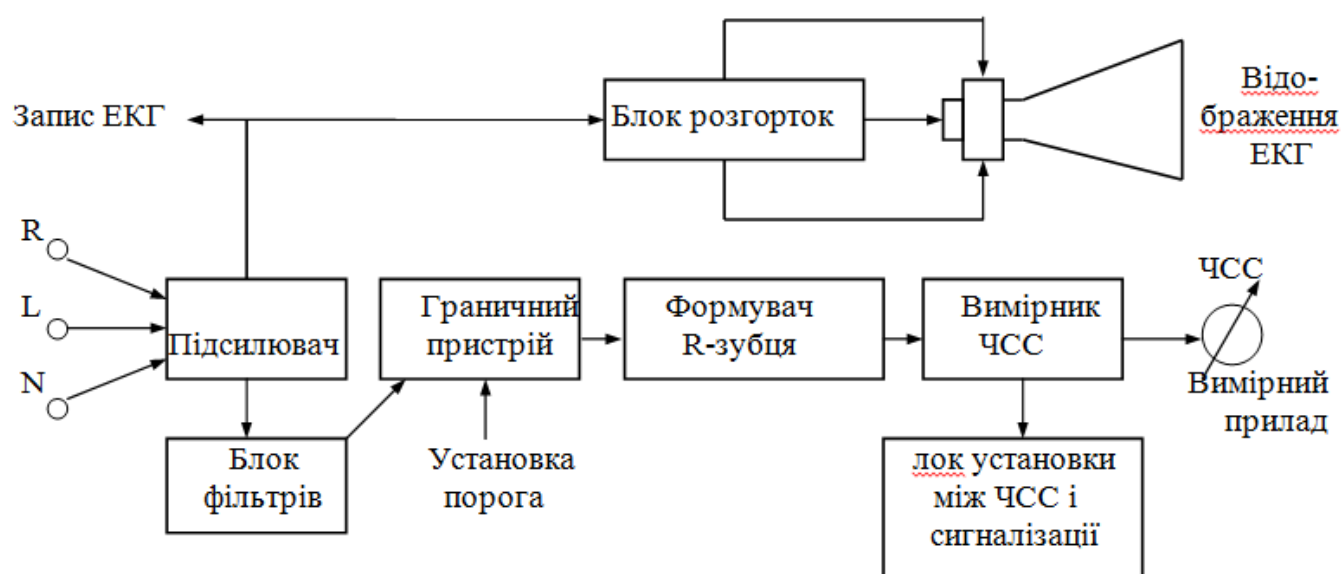 Запис ЕКГ
Блок розгорток
Відо-
браження
ЕКГ
R
L
N
Підсилювач
Граничний
пристрій
Формувач
R-зубця
Вимірник
ЧСС
ЧСС
Вимірний
прилад
Блок
фільтрів
Установка
порога
лок установки
між ЧСС і
сигналізації